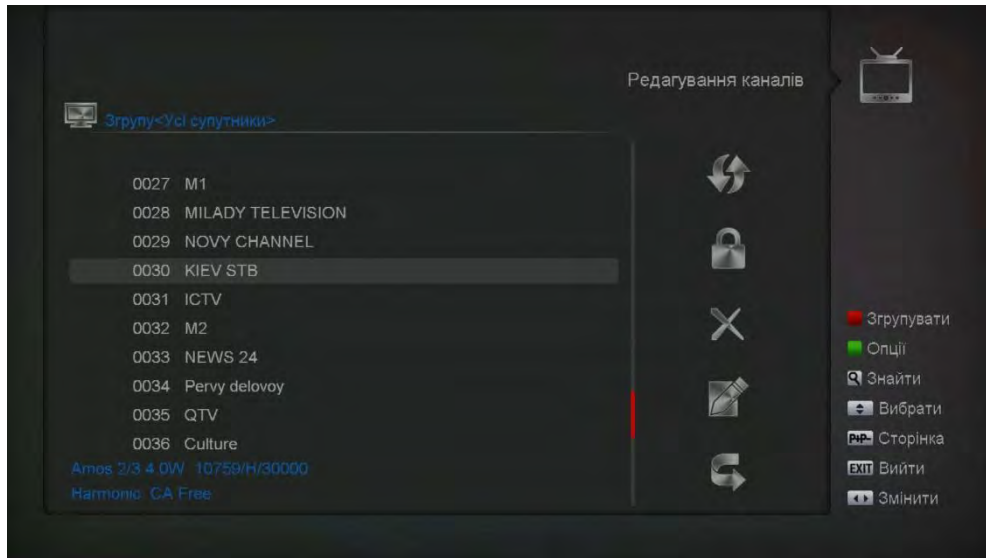 Редагування каналів
Згрупу<Усі супутники>
0027 M1
0028 MILADY TELEVISION
0029 NOVY CHANNEL
0030 KIEV STB
0031 ICTV
0032 M2
0033 NEWS 24
0034 Pervy delovoy
0035 QTV
0036 Culture
Amos 2/3 4.0W 10759/H/30000
Harmonic CA Free
Згрупувати
Опції
Знайти
Вибрати
P+P- Сторінка
EXIT Вийти
Змінити